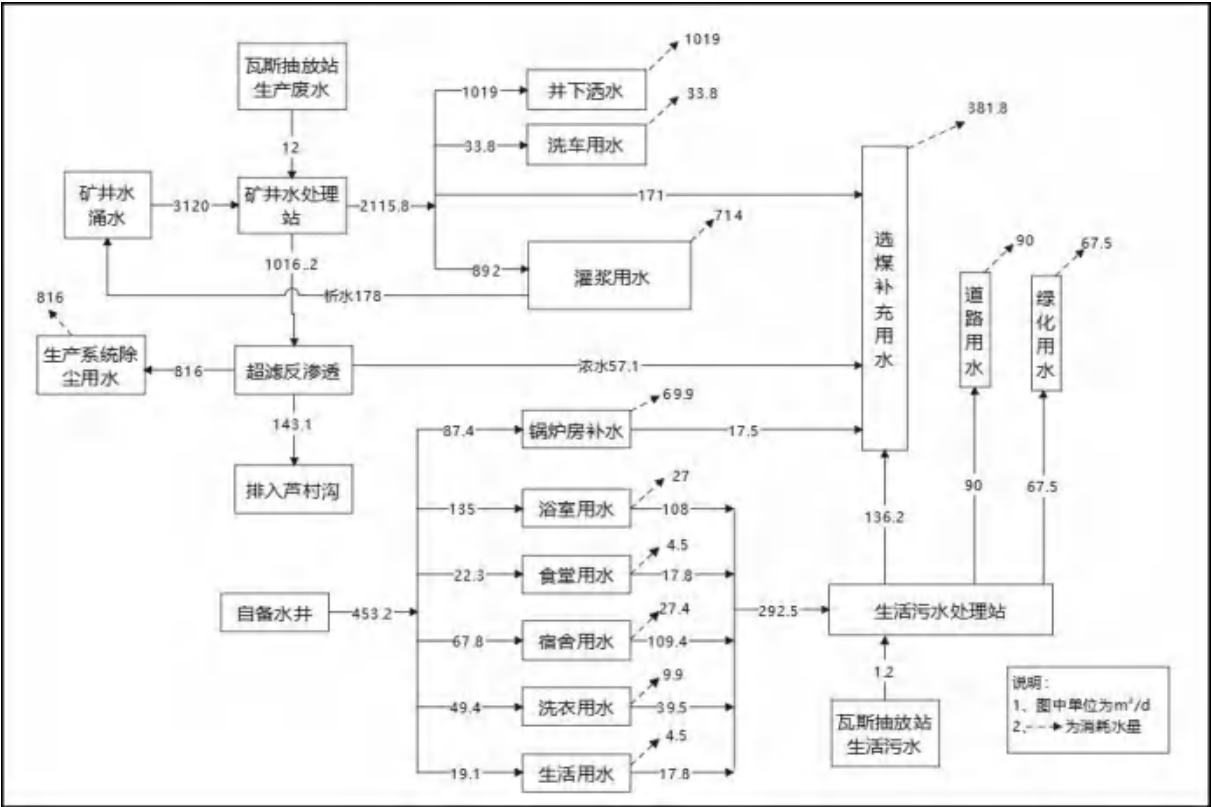 瓦斯抽放站
生产废水
12
矿井水
涌水
3120
矿井水处理
站
2115.8
1019
井下洒水
1019
33.8
洗车用水
33.8
171
892
灌浆用水
714
析水178
1016.2
816
生产系统除
尘用水
816
超滤反渗透
浓水57.1
143.1
排入芦村沟
选煤补充用水
381.8
道路用水
90
绿化用水
67.5
自备水井
453.2
87.4
锅炉房补水
69.9
17.5
135
浴室用水
27
108
22.3
食堂用水
4.5
17.8
67.8
宿舍用水
27.4
109.4
49.4
洗衣用水
9.9
39.5
19.1
生活用水
4.5
17.8
292.5
生活污水处理站
136.2
90
67.5
1.2
瓦斯抽放站
生活污水
说明：
1、图中单位为m³/d
2、---▶为消耗水量